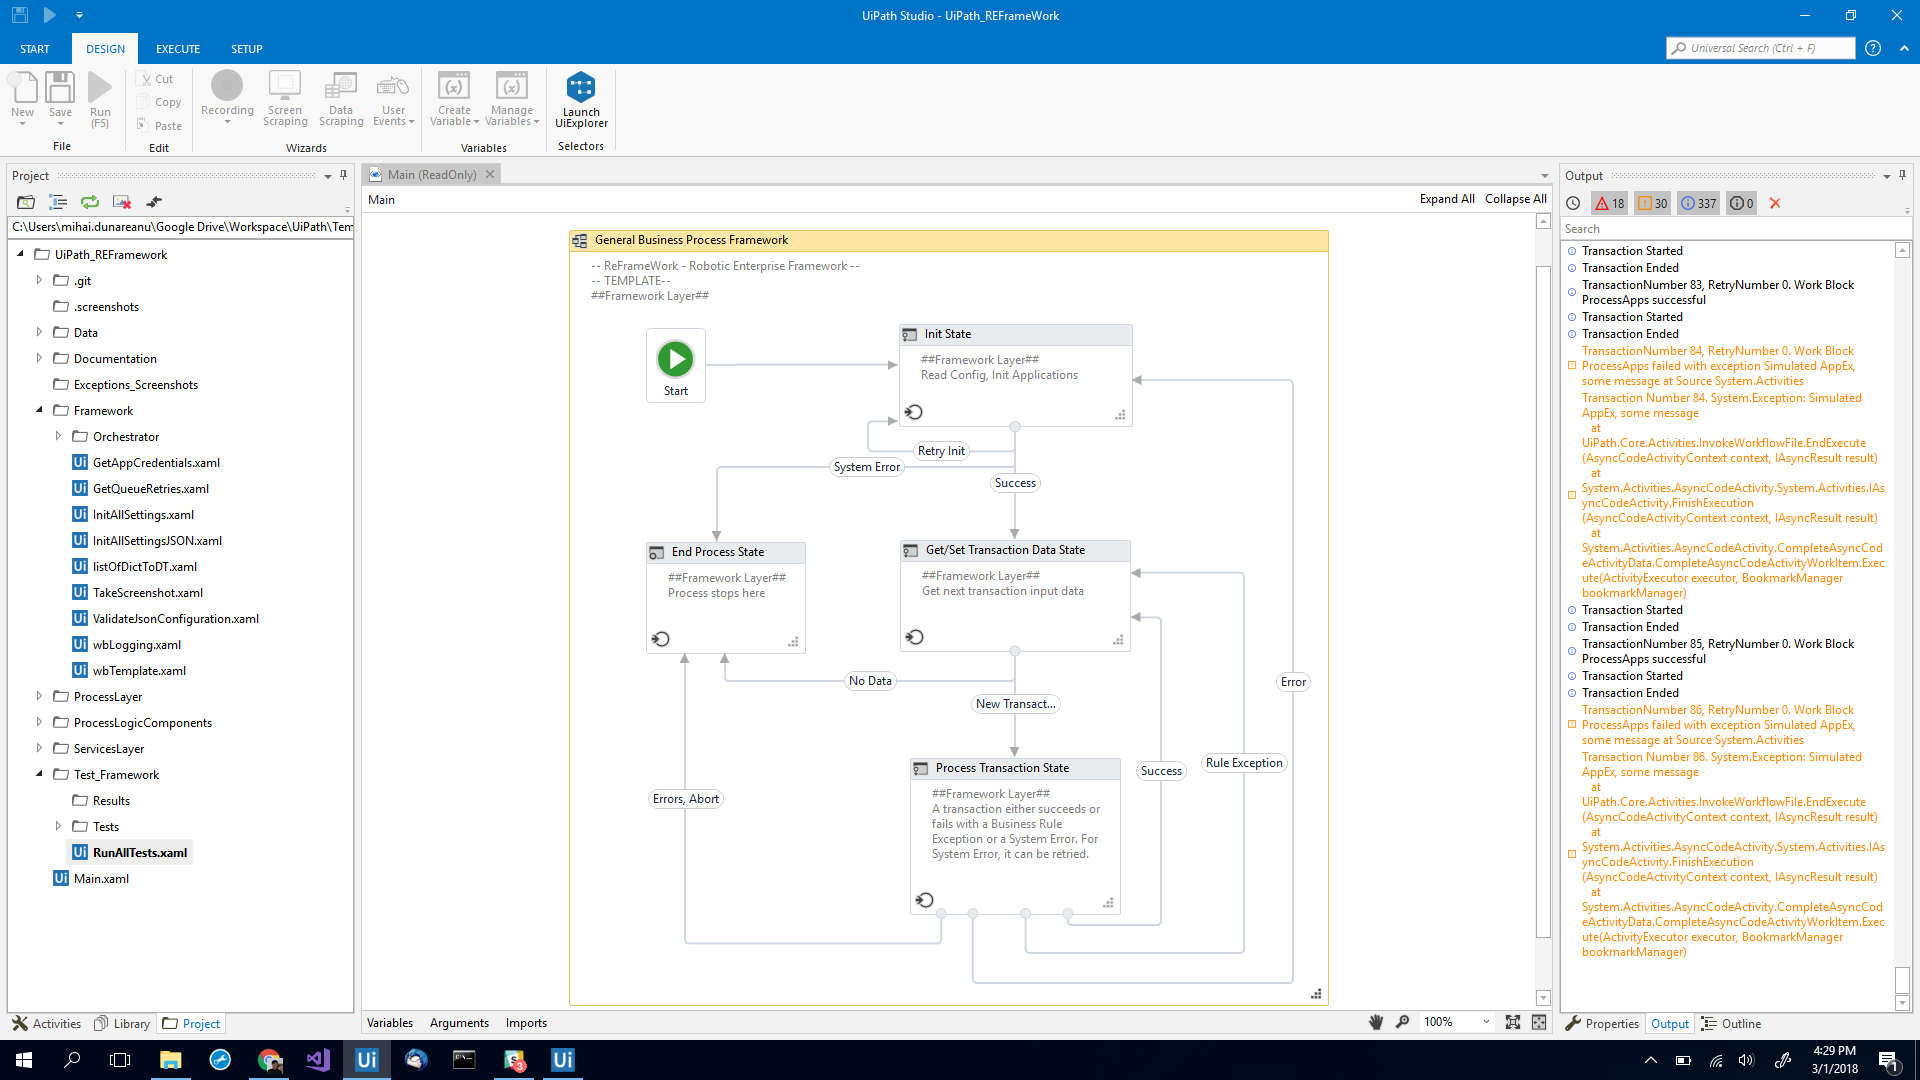 UiPath Studio - UiPath_REFrameWork
START
DESIGN
EXECUTE
SETUP
Universal Search (Ctrl + F)
New
Save
Run
(F5)
File
Cut
Copy
Paste
Edit
Recording
Screen
Scraping
Data
Scraping
User
Events
Wizards
Create
Variable
Manage
Variables
Variables
Launch
UiExplorer
Selectors
Project
C:\Users\mihai.dunareanu\Google Drive\Workspace\UiPath\Tem
UiPath_REFramework
.git
.screenshots
Data
Documentation
Exceptions_Screenshots
Framework
Orchestrator
GetAppCredentials.xaml
GetQueueRetries.xaml
InitAllSettings.xaml
InitAllSettingsJSON.xaml
listOfDictToDT.xaml
TakeScreenshot.xaml
ValidateJsonConfiguration.xaml
wbLogging.xaml
wbTemplate.xaml
ProcessLayer
ProcessLogicComponents
ServicesLayer
Test_Framework
Results
Tests
RunAllTests.xaml
Main.xaml
Activities
Library
Project
Main (ReadOnly)
Main
Expand All
Collapse All
General Business Process Framework
-- ReFrameWork - Robotic Enterprise Framework --
-- TEMPLATE--
##Framework Layer##
Start
Init State
##Framework Layer##
Read Config, Init Applications
Retry Init
System Error
Success
End Process State
##Framework Layer##
Process stops here
Get/Set Transaction Data State
##Framework Layer##
Get next transaction input data
No Data
New Transact...
Error
Rule Exception
Success
Errors, Abort
Process Transaction State
##Framework Layer##
A transaction either succeeds or
fails with a Business Rule
Exception or a System Error. For
System Error, it can be retried.
Variables
Arguments
Imports
100%
Output
18
30
337
0
Search
Transaction Started
Transaction Ended
TransactionNumber 83, RetryNumber 0. Work Block
ProcessApps successful
Transaction Started
Transaction Ended
TransactionNumber 84, RetryNumber 0. Work Block
ProcessApps failed with exception Simulated AppEx,
some message at Source System.Activities
Transaction Number 84. System.Exception: Simulated
AppEx, some message
at
UiPath.Core.Activities.InvokeWorkflowFile.EndExecute
(AsyncCodeActivityContext context, IAsyncResult result)
at
System.Activities.AsyncCodeActivity.System.Activities.IAs
yncCodeActivity.FinishExecution
(AsyncCodeActivityContext context, IAsyncResult result)
at
System.Activities.AsyncCodeActivity.CompleteAsyncCod
eActivityData.CompleteAsyncCodeActivityWorkItem.Exec
ute(ActivityExecutor executor, BookmarkManager
bookmarkManager)
Transaction Started
Transaction Ended
TransactionNumber 85, RetryNumber 0. Work Block
ProcessApps successful
Transaction Started
Transaction Ended
TransactionNumber 86, RetryNumber 0. Work Block
ProcessApps failed with exception Simulated AppEx,
some message at Source System.Activities
Transaction Number 86. System.Exception: Simulated
AppEx, some message
at
UiPath.Core.Activities.InvokeWorkflowFile.EndExecute
(AsyncCodeActivityContext context, IAsyncResult result)
at
System.Activities.AsyncCodeActivity.System.Activities.IAs
yncCodeActivity.FinishExecution
(AsyncCodeActivityContext context, IAsyncResult result)
at
System.Activities.AsyncCodeActivity.CompleteAsyncCod
eActivityData.CompleteAsyncCodeActivityWorkItem.Exec
ute(ActivityExecutor executor, BookmarkManager
bookmarkManager)
Properties
Output
Outline
4:29 PM
3/1/2018